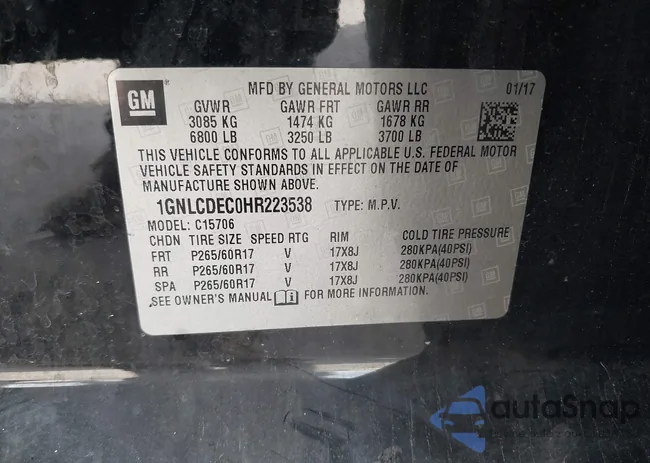 GM
MFD BY GENERAL MOTORS LLC 01/17
GVWR GAWR FRT GAWR RR
3085 KG 1474 KG 1678 KG
6800 LB 3250 LB 3700 LB
THIS VEHICLE CONFORMS TO ALL APPLICABLE U.S. FEDERAL MOTOR
VEHICLE SAFETY STANDARDS IN EFFECT ON THE DATE OF
MANUFACTURE SHOWN ABOVE.
1GNLCDEC0HR223538 TYPE: M.P.V.
MODEL: C15706
CHDN TIRE SIZE SPEED RTG RIM COLD TIRE PRESSURE
FRT P265/60R17 V 17X8J 280KPA(40PSI)
RR P265/60R17 V 17X8J 280KPA(40PSI)
SPA P265/60R17 V 17X8J 280KPA(40PSI)
SEE OWNER'S MANUAL FOR MORE INFORMATION.
autoSnap